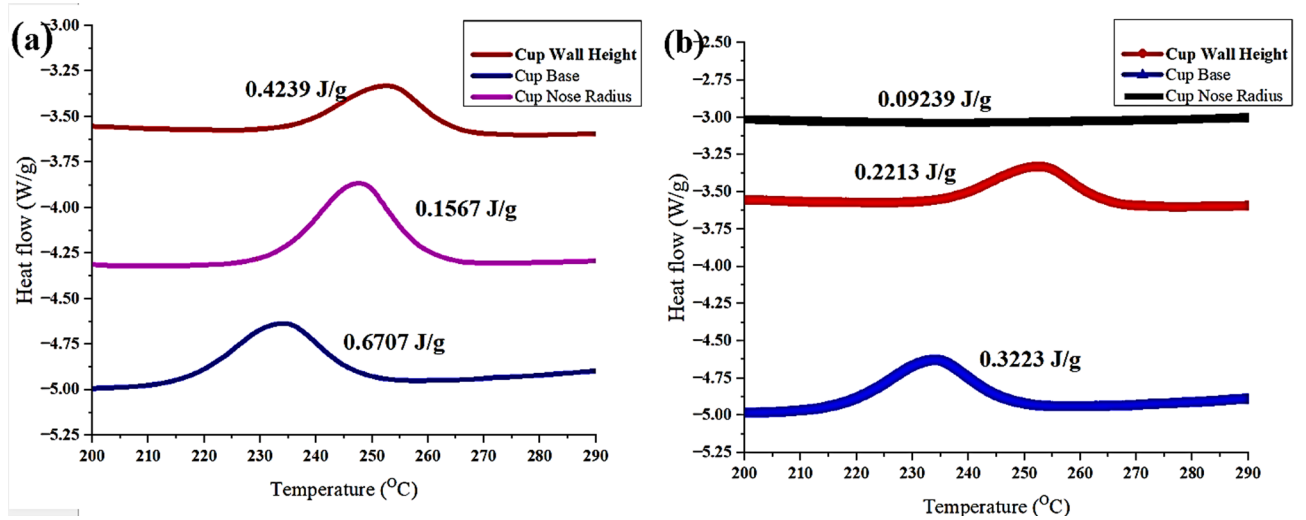 (a)
Cup Wall Height
Cup Base
Cup Nose Radius
0.4239 J/g
0.1567 J/g
0.6707 J/g
Heat flow (W/g)
−3.00
−3.25
−3.50
−3.75
−4.00
−4.25
−4.50
−4.75
−5.00
−5.25
200 210 220 230 240 250 260 270 280 290
Temperature (OC)
(b)
Cup Wall Height
Cup Base
Cup Nose Radius
0.09239 J/g
0.2213 J/g
0.3223 J/g
Heat flow (W/g)
−2.50
−2.75
−3.00
−3.25
−3.50
−3.75
−4.00
−4.25
−4.50
−4.75
−5.00
−5.25
200 210 220 230 240 250 260 270 280 290
Temperature (OC)